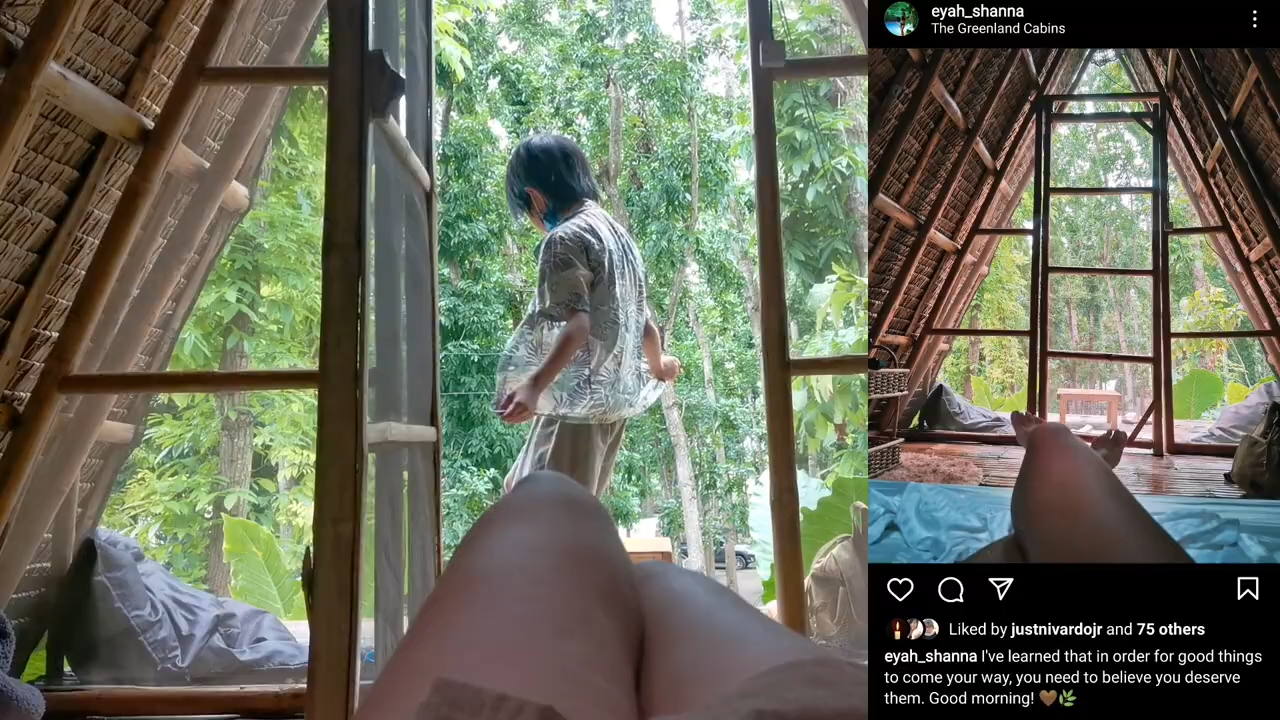 eyah_shanna
The Greenland Cabins
Liked by justnivardojr and 75 others
eyah_shanna I've learned that in order for good things
to come your way, you need to believe you deserve
them. Good morning! 🤎🌿